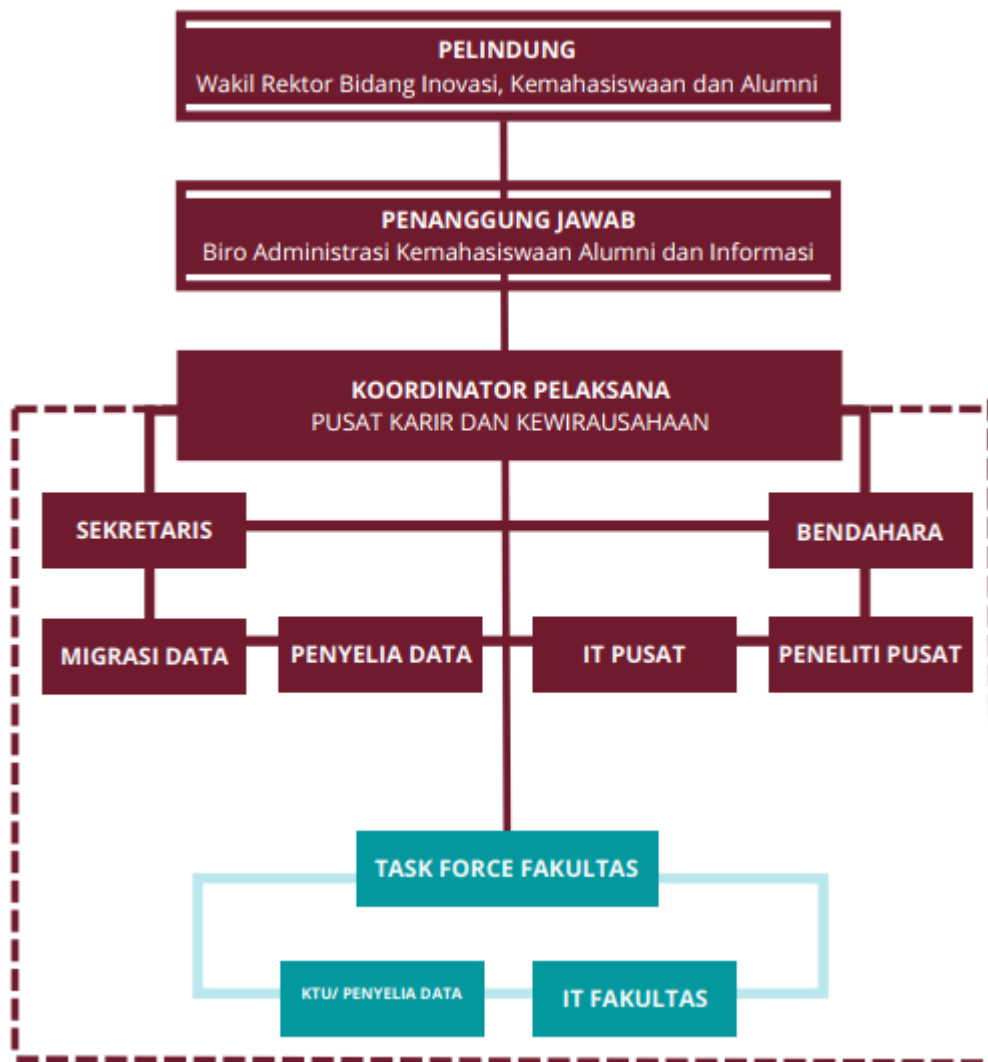 PELINDUNG
Wakil Rektor Bidang Inovasi, Kemahasiswaan dan Alumni
PENANGGUNG JAWAB
Biro Administrasi Kemahasiswaan Alumni dan Informasi
KOORDINATOR PELAKSANA
PUSAT KARIR DAN KEWIRAUSAHAAN
SEKRETARIS
BENDAHARA
MIGRASI DATA
PENYELIA DATA
IT PUSAT
PENELITI PUSAT
TASK FORCE FAKULTAS
KTU/ PENYELIA DATA
IT FAKULTAS